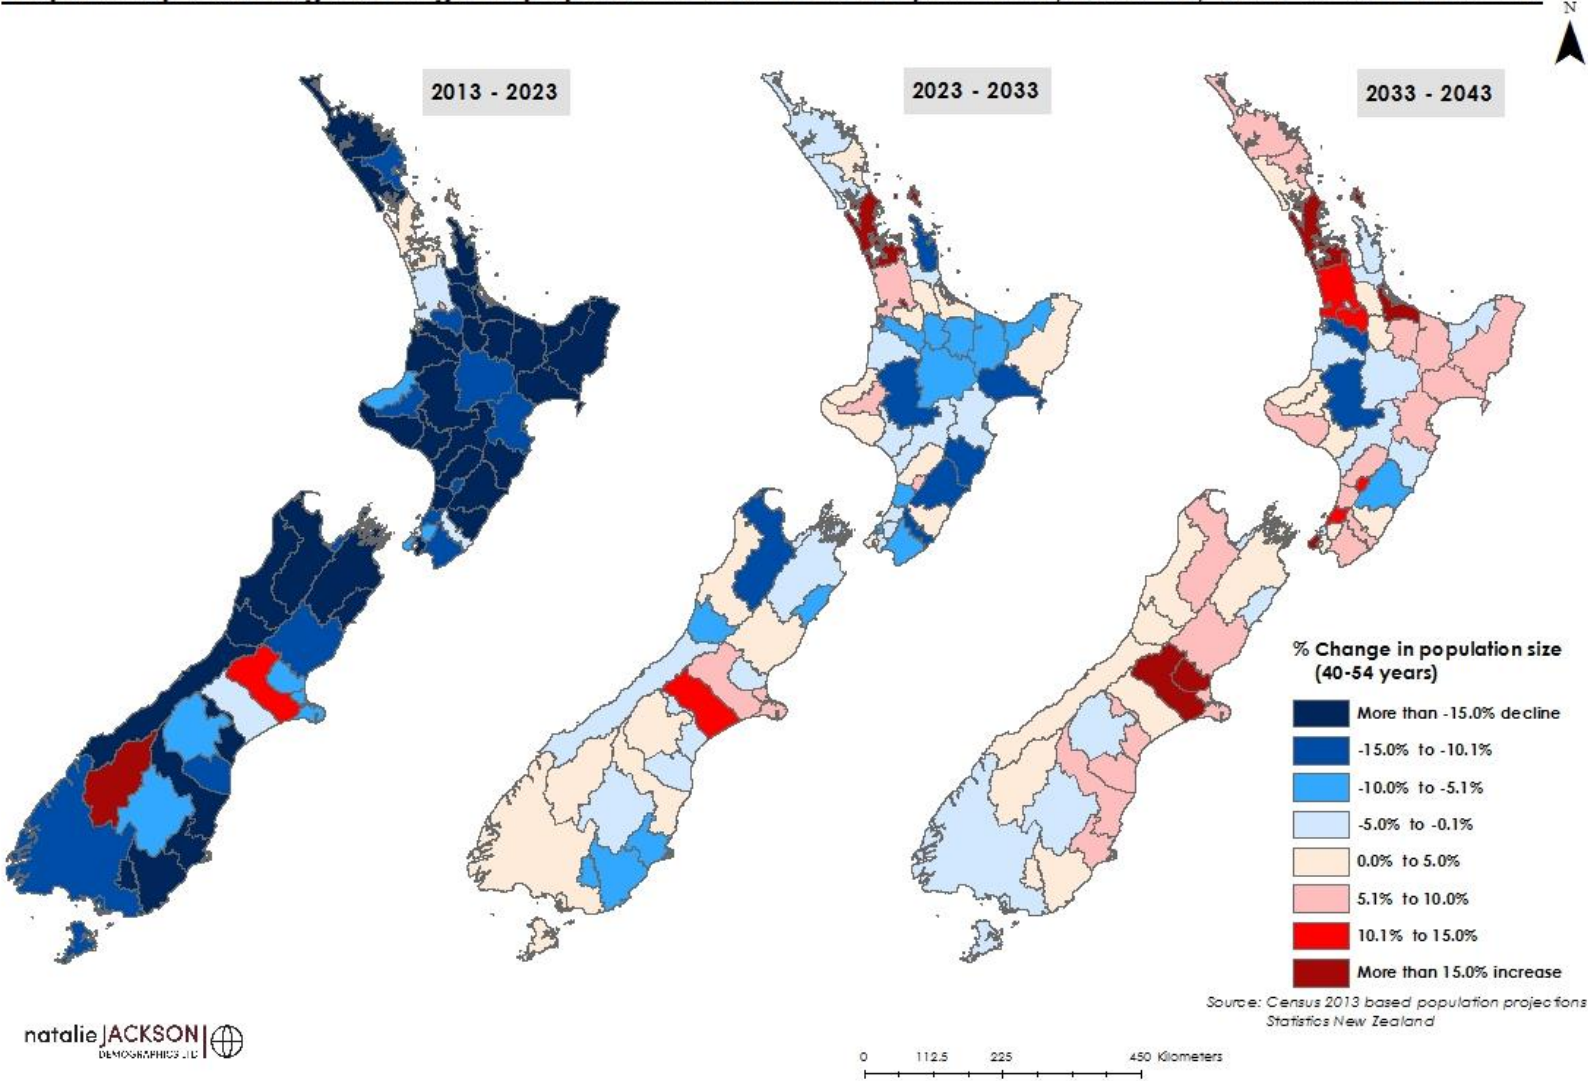 N
2013 - 2023
2023 - 2033
2033 - 2043
% Change in population size
(40-54 years)
More than -15.0% decline
-15.0% to -10.1%
-10.0% to -5.1%
-5.0% to -0.1%
0.0% to 5.0%
5.1% to 10.0%
10.1% to 15.0%
More than 15.0% increase
Source: Census 2013 based population projections
Statistics New Zealand
natalieJACKSON
DEMOGRAPHICS LTD
0 112.5 225 450 Kilometers